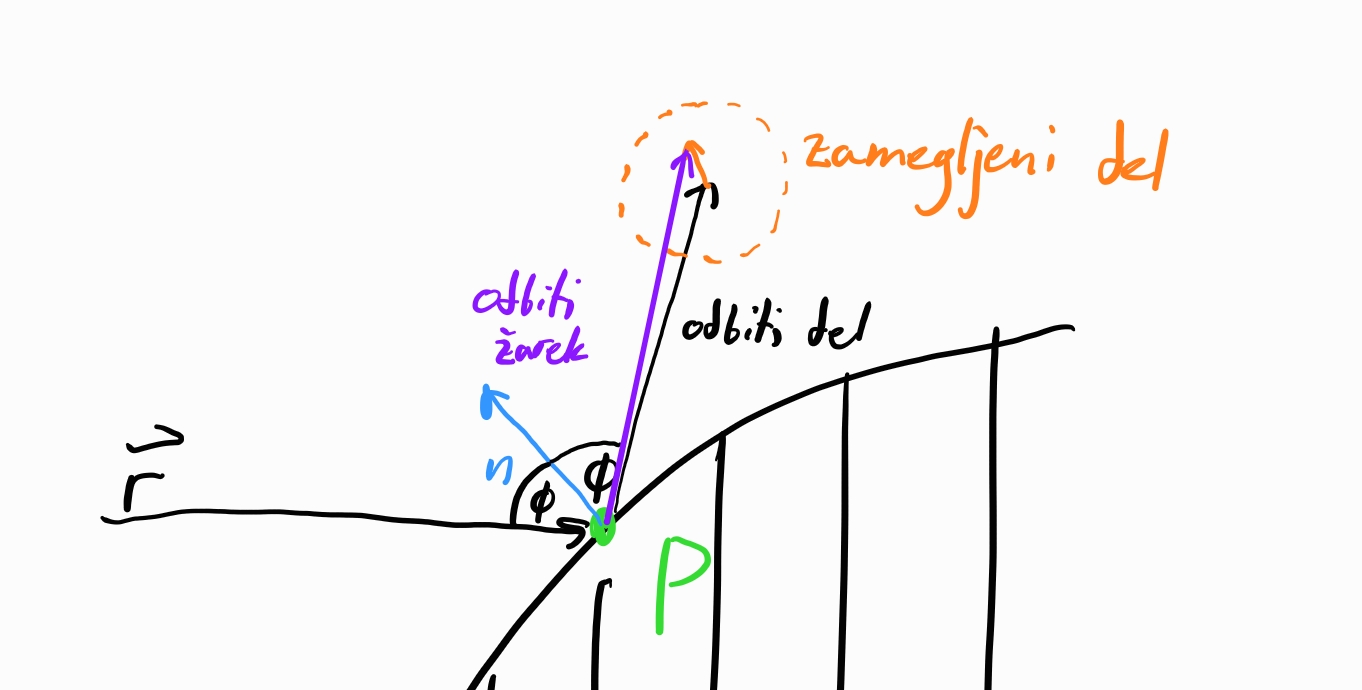 zamegljeni del
odbiti
žarek
odbiti del
r
n
ϕ
ϕ
P